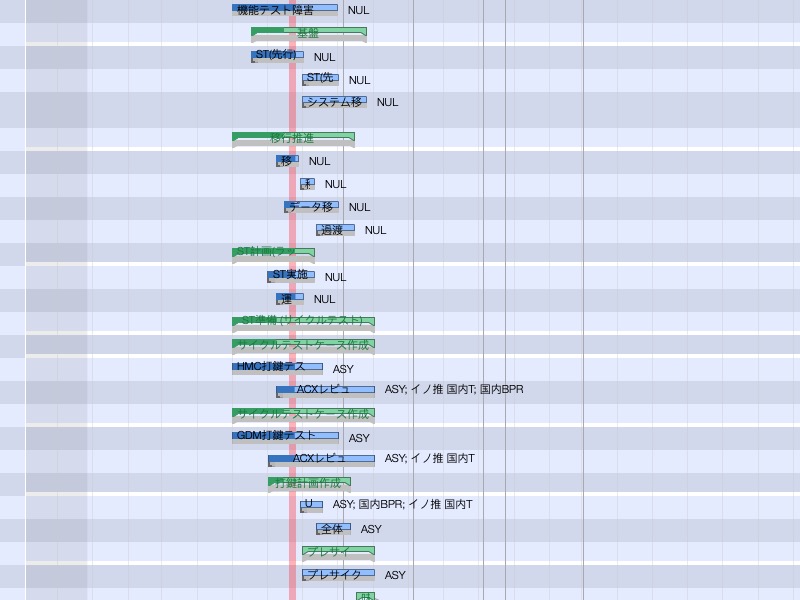 機能テスト障害 NUL
基盤
ST(先行) NUL
ST(先 NUL
システム移 NUL
移行推進
移 NUL
NUL
データ移 NUL
過渡 NUL
ST計画(ラッ
ST実施 NUL
運 NUL
ST準備 (サイクルテスト)
サイクルテストケース作成
HMC打鍵テス ASY
ACXレビュ ASY; イノ推 国内T; 国内BPR
サイクルテストケース作成
GDM打鍵テスト ASY
ACXレビュ ASY; イノ推 国内T
打鍵計画作成
U ASY; 国内BPR; イノ推 国内T
全体 ASY
プレサイ
プレサイク ASY